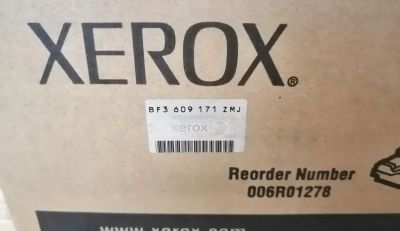 XEROX®
BF3 609 171 ZMJ
xerox
Reorder Number
006R01278
www.xerox.com